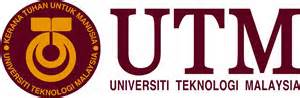 KERANA TUHAN UNTUK MANUSIA
UNIVERSITI TEKNOLOGI MALAYSIA
UTM
UNIVERSITI TEKNOLOGI MALAYSIA